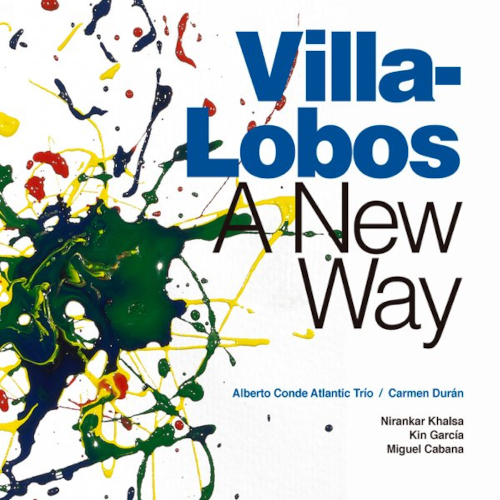 Villa-
Lobos
A New
Way
Alberto Conde Atlantic Trío / Carmen Durán
Nirankar Khalsa
Kin García
Miguel Cabana